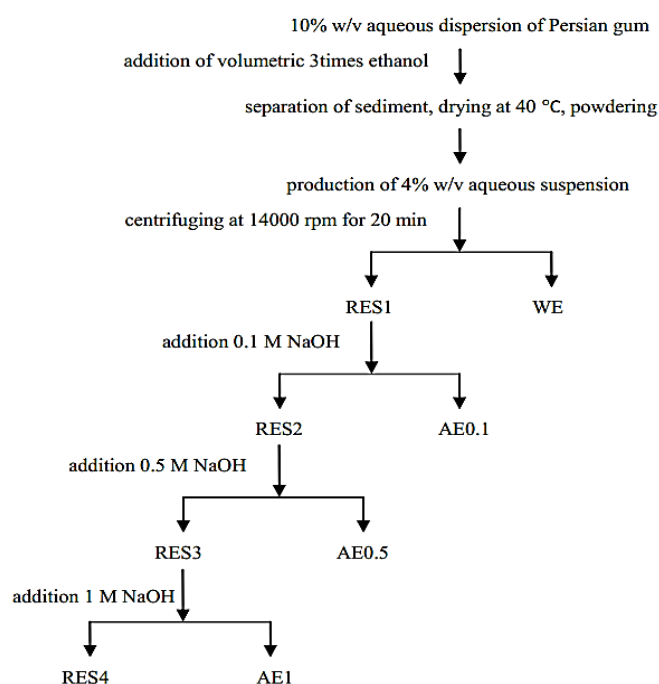 10% w/v aqueous dispersion of Persian gum
addition of volumetric 3times ethanol
separation of sediment, drying at 40 °C, powdering
production of 4% w/v aqueous suspension
centrifuging at 14000 rpm for 20 min
RES1
WE
addition 0.1 M NaOH
RES2
AE0.1
addition 0.5 M NaOH
RES3
AE0.5
addition 1 M NaOH
RES4
AE1